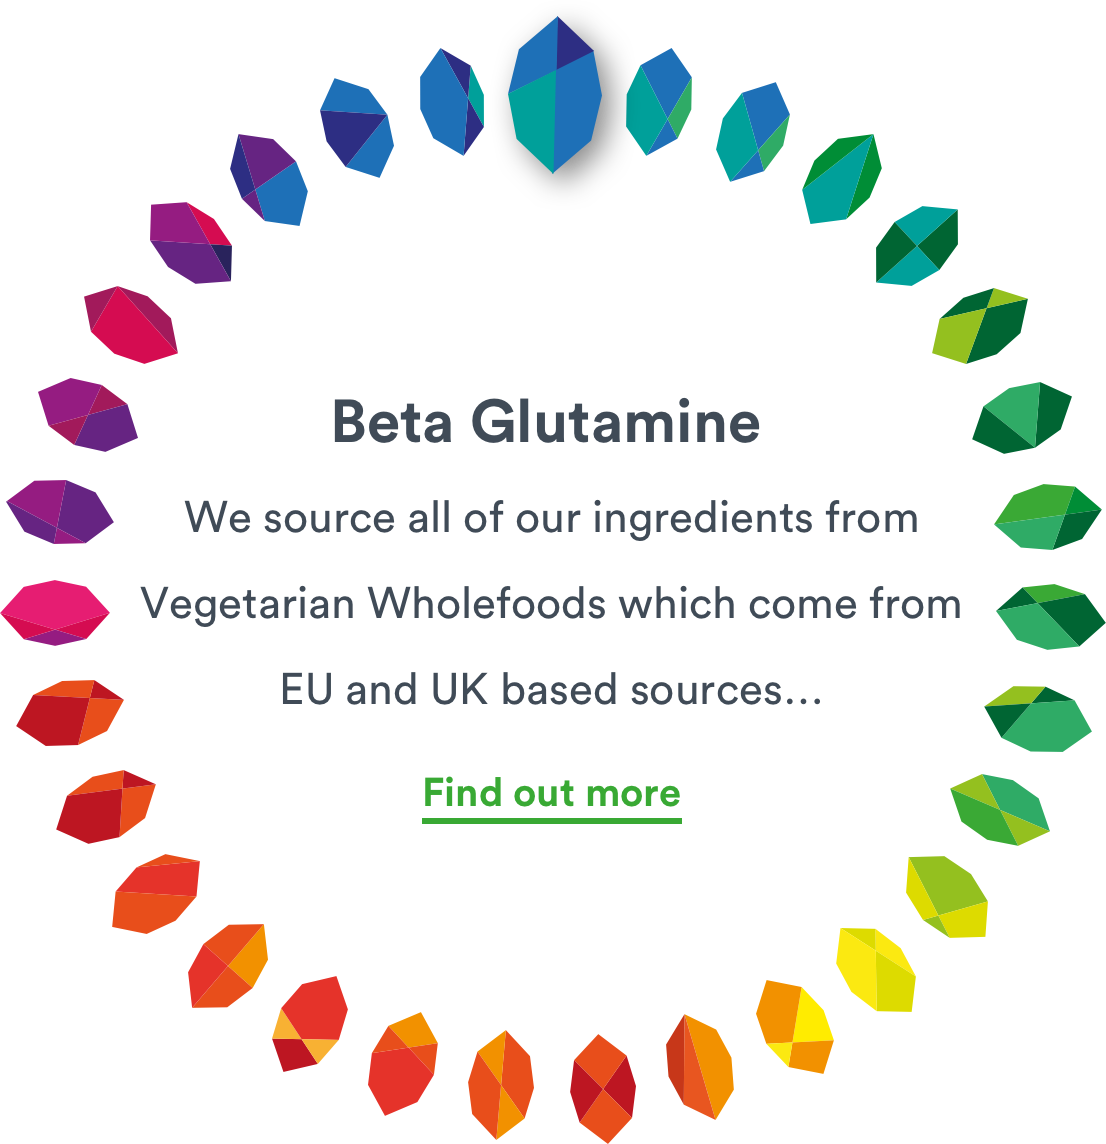 Beta Glutamine
We source all of our ingredients from
Vegetarian Wholefoods which come from
EU and UK based sources...
Find out more